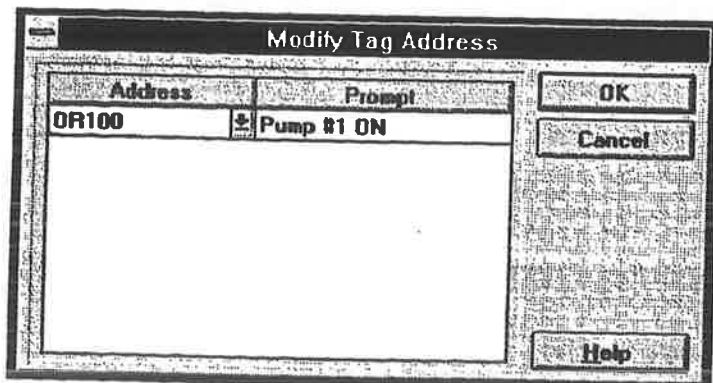 Modify Tag Address
Address Prompt OK
OR100 Pump #1 ON
Cancel
Help